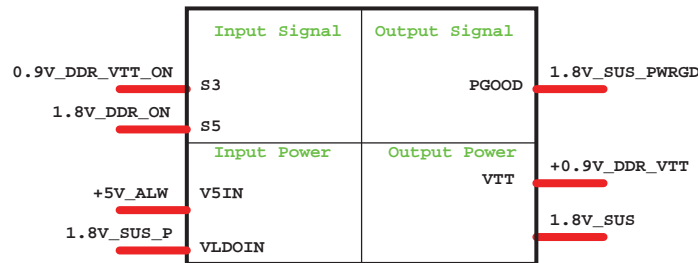 Input Signal Output Signal
0.9V_DDR_VTT_ON S3 PGOOD 1.8V_SUS_PWRGD
1.8V_DDR_ON S5
Input Power Output Power
VTT +0.9V_DDR_VTT
+5V_ALW V5IN
1.8V_SUS
1.8V_SUS_P VLDOIN